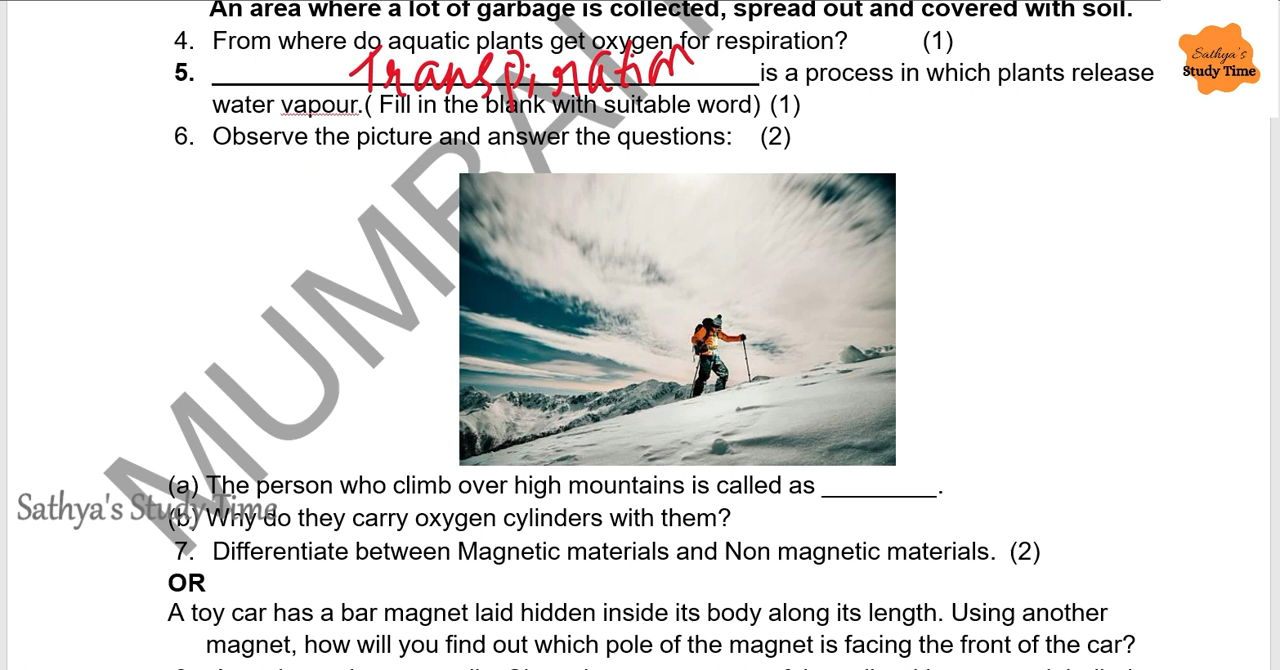 An area where a lot of garbage is collected, spread out and covered with soil.
Sathya's
Study Time
4. From where do aquatic plants get oxygen for respiration? (1)
5. Transpiration is a process in which plants release
water vapour.( Fill in the blank with suitable word) (1)
6. Observe the picture and answer the questions: (2)
(a) The person who climb over high mountains is called as _________.
Sathya's Study Time
(b) Why do they carry oxygen cylinders with them?
7. Differentiate between Magnetic materials and Non magnetic materials. (2)
OR
A toy car has a bar magnet laid hidden inside its body along its length. Using another
magnet, how will you find out which pole of the magnet is facing the front of the car?